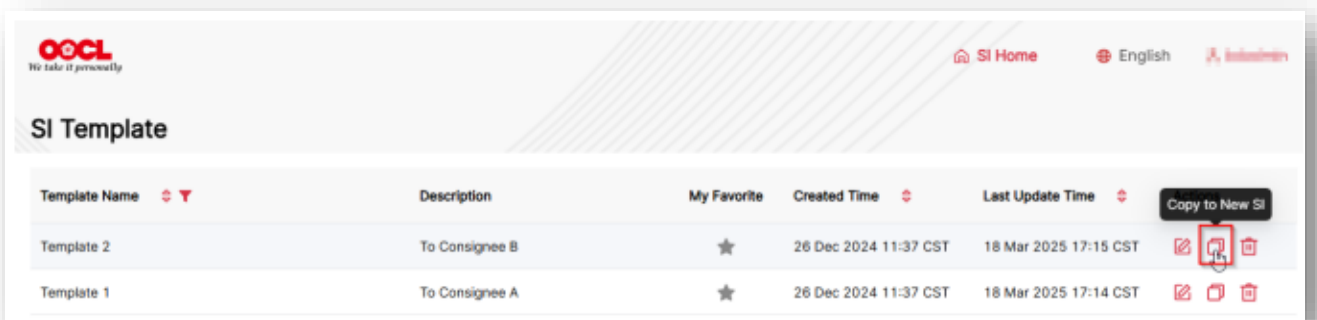 OOCL
We take it personally
SI Home English
SI Template
Template Name Description My Favorite Created Time Last Update Time
Copy to New SI
Template 2 To Consignee B 26 Dec 2024 11:37 CST 18 Mar 2025 17:15 CST
Template 1 To Consignee A 26 Dec 2024 11:37 CST 18 Mar 2025 17:14 CST